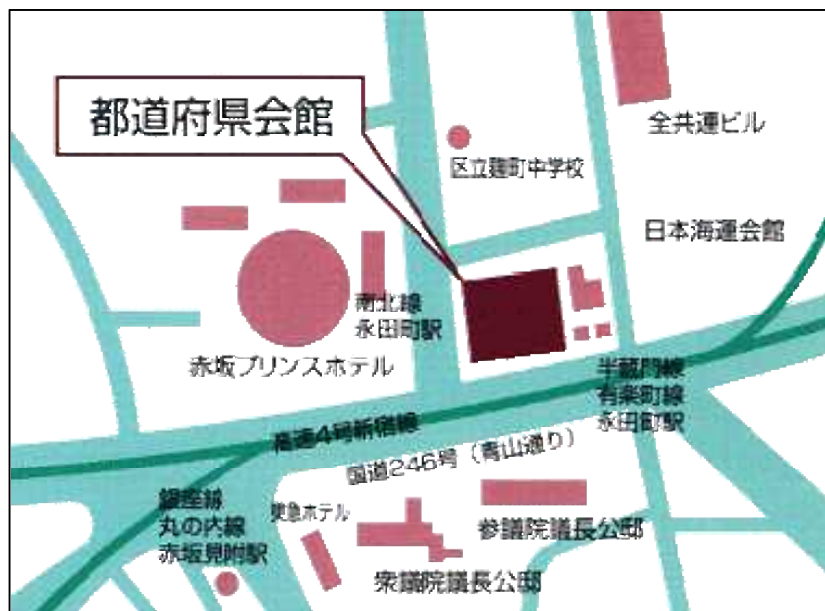 都道府県会館
全共連ビル
区立麹町中学校
日本海運会館
南北線
永田町駅
赤坂プリンスホテル
半蔵門線
有楽町線
永田町駅
高速4号新宿線
国道246号(青山通り)
銀座線
丸の内線
赤坂見附駅
東急ホテル
参議院議長公邸
衆議院議長公邸